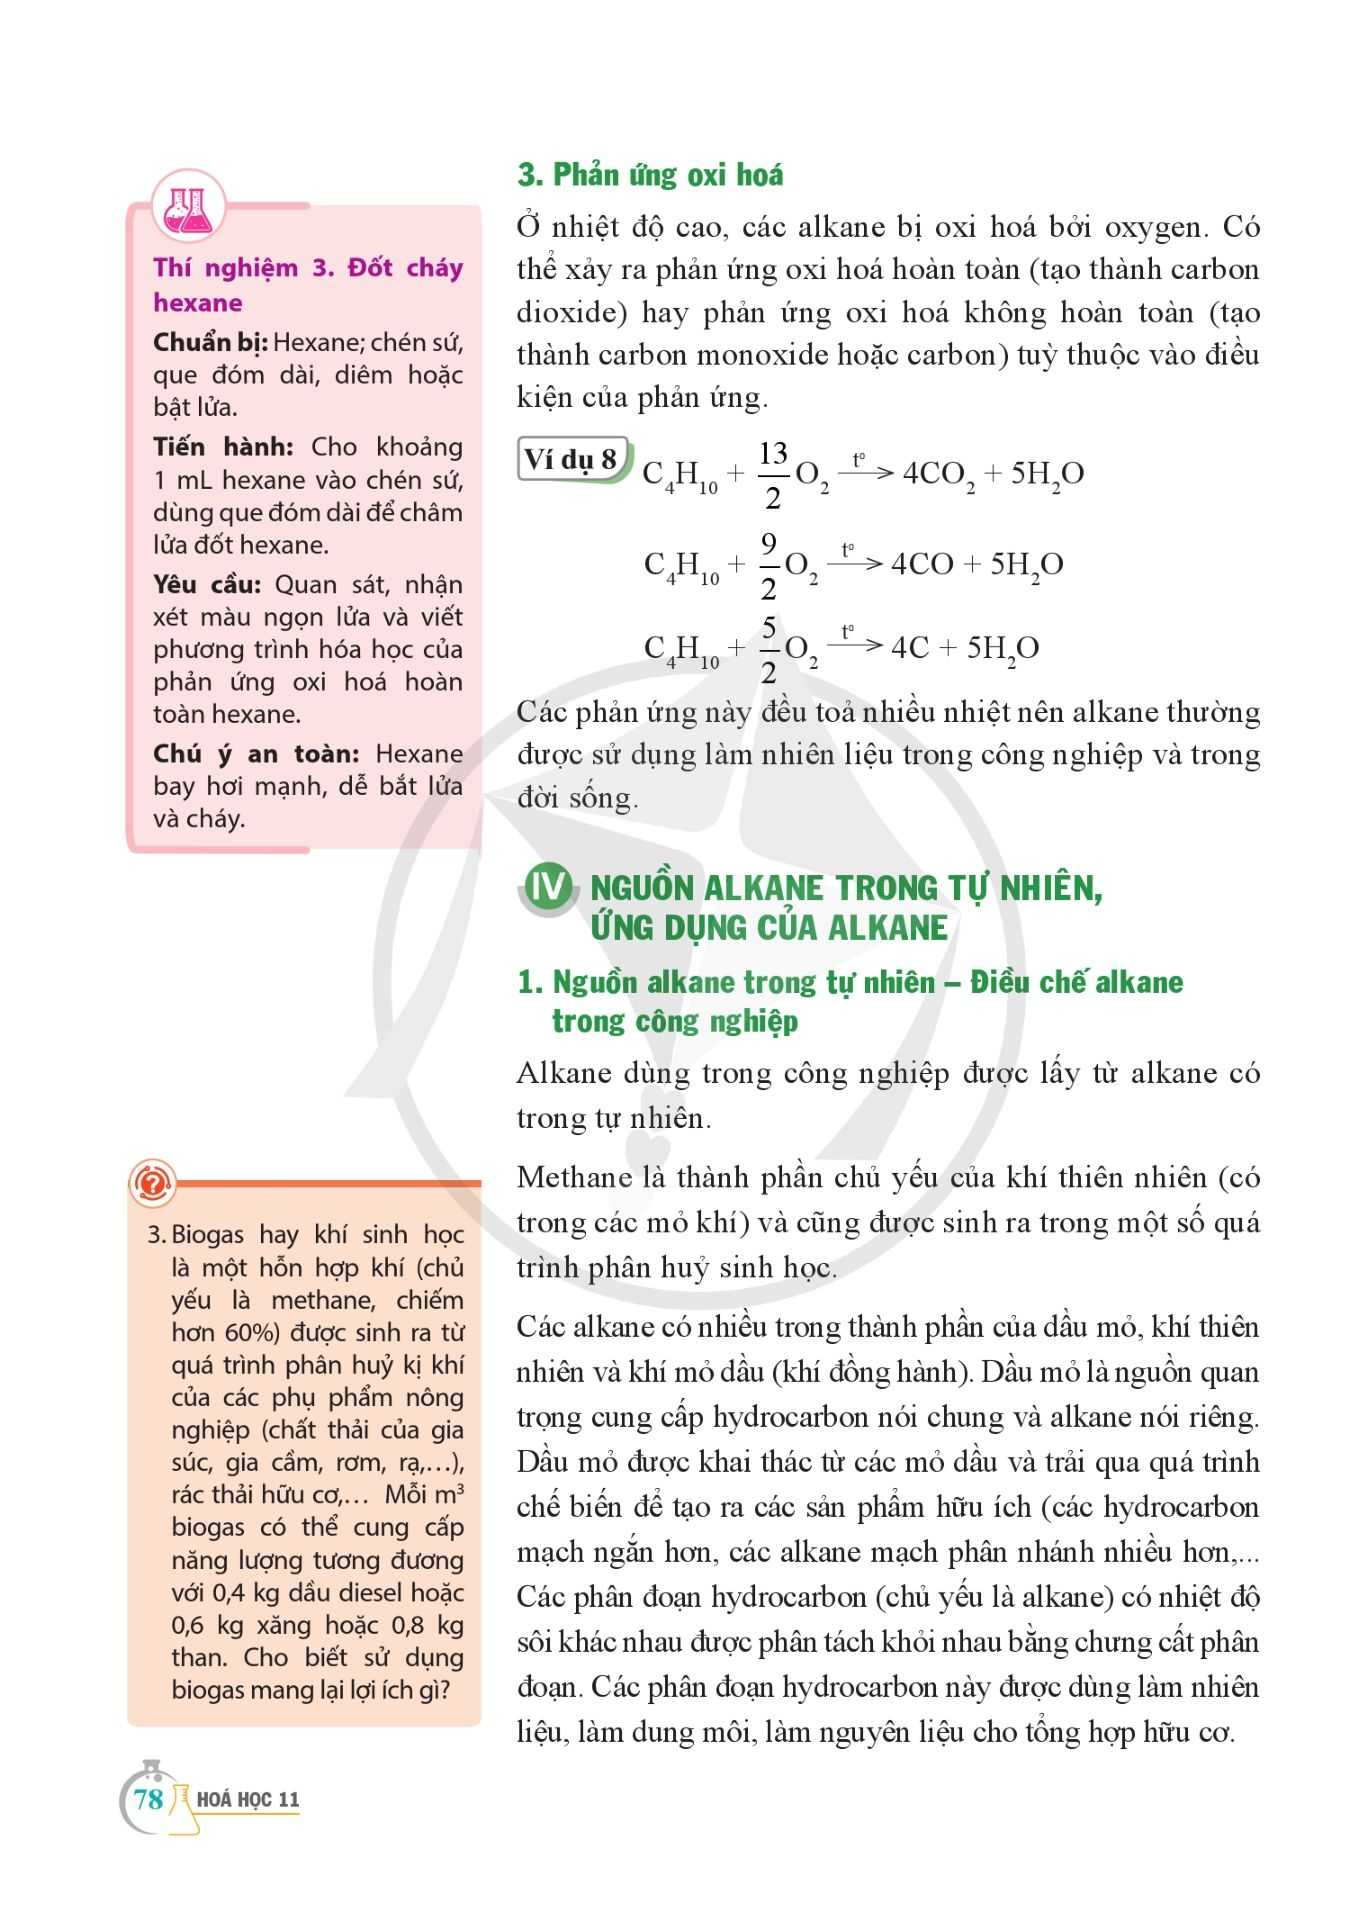 Thí nghiệm 3. Đốt cháy
hexane
Chuẩn bị: Hexane; chén sứ,
que đóm dài, diêm hoặc
bật lửa.
Tiến hành: Cho khoảng
1 mL hexane vào chén sứ,
dùng que đóm dài để châm
lửa đốt hexane.
Yêu cầu: Quan sát, nhận
xét màu ngọn lửa và viết
phương trình hóa học của
phản ứng oxi hoá hoàn
toàn hexane.
Chú ý an toàn: Hexane
bay hơi mạnh, dễ bắt lửa
và cháy.
3. Phản ứng oxi hoá
Ở nhiệt độ cao, các alkane bị oxi hoá bởi oxygen. Có
thể xảy ra phản ứng oxi hoá hoàn toàn (tạo thành carbon
dioxide) hay phản ứng oxi hoá không hoàn toàn (tạo
thành carbon monoxide hoặc carbon) tuỳ thuộc vào điều
kiện của phản ứng.
Ví dụ 8 C₄H₁₀ + 13/2 O₂ —t°→ 4CO₂ + 5H₂O
C₄H₁₀ + 9/2 O₂ —t°→ 4CO + 5H₂O
C₄H₁₀ + 5/2 O₂ —t°→ 4C + 5H₂O
Các phản ứng này đều toả nhiều nhiệt nên alkane thường
được sử dụng làm nhiên liệu trong công nghiệp và trong
đời sống.
IV NGUỒN ALKANE TRONG TỰ NHIÊN,
ỨNG DỤNG CỦA ALKANE
1. Nguồn alkane trong tự nhiên – Điều chế alkane
trong công nghiệp
Alkane dùng trong công nghiệp được lấy từ alkane có
trong tự nhiên.
Methane là thành phần chủ yếu của khí thiên nhiên (có
trong các mỏ khí) và cũng được sinh ra trong một số quá
trình phân huỷ sinh học.
Các alkane có nhiều trong thành phần của dầu mỏ, khí thiên
nhiên và khí mỏ dầu (khí đồng hành). Dầu mỏ là nguồn quan
trọng cung cấp hydrocarbon nói chung và alkane nói riêng.
Dầu mỏ được khai thác từ các mỏ dầu và trải qua quá trình
chế biến để tạo ra các sản phẩm hữu ích (các hydrocarbon
mạch ngắn hơn, các alkane mạch phân nhánh nhiều hơn,...
Các phân đoạn hydrocarbon (chủ yếu là alkane) có nhiệt độ
sôi khác nhau được phân tách khỏi nhau bằng chưng cất phân
đoạn. Các phân đoạn hydrocarbon này được dùng làm nhiên
liệu, làm dung môi, làm nguyên liệu cho tổng hợp hữu cơ.
?
3. Biogas hay khí sinh học
là một hỗn hợp khí (chủ
yếu là methane, chiếm
hơn 60%) được sinh ra từ
quá trình phân huỷ kị khí
của các phụ phẩm nông
nghiệp (chất thải của gia
súc, gia cầm, rơm, rạ,...),
rác thải hữu cơ,... Mỗi m³
biogas có thể cung cấp
năng lượng tương đương
với 0,4 kg dầu diesel hoặc
0,6 kg xăng hoặc 0,8 kg
than. Cho biết sử dụng
biogas mang lại lợi ích gì?
78 HOÁ HỌC 11